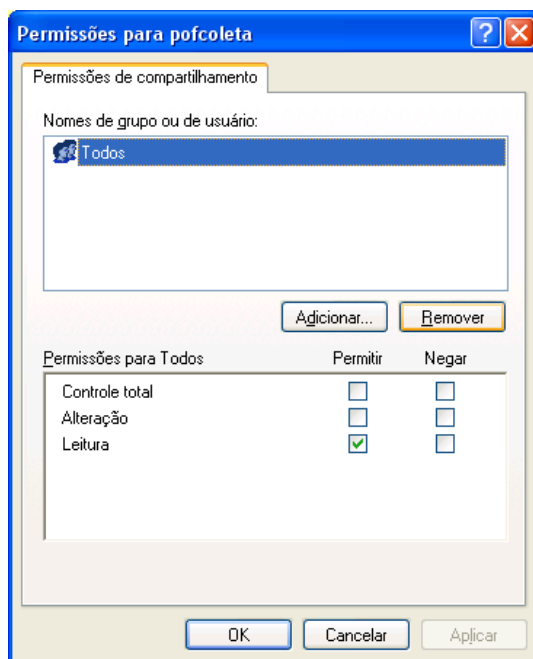 Permissões para pofcoleta
Permissões de compartilhamento
Nomes de grupo ou de usuário:
Todos
Adicionar... Remover
Permissões para Todos Permitir Negar
Controle total
Alteração
Leitura
OK Cancelar Aplicar